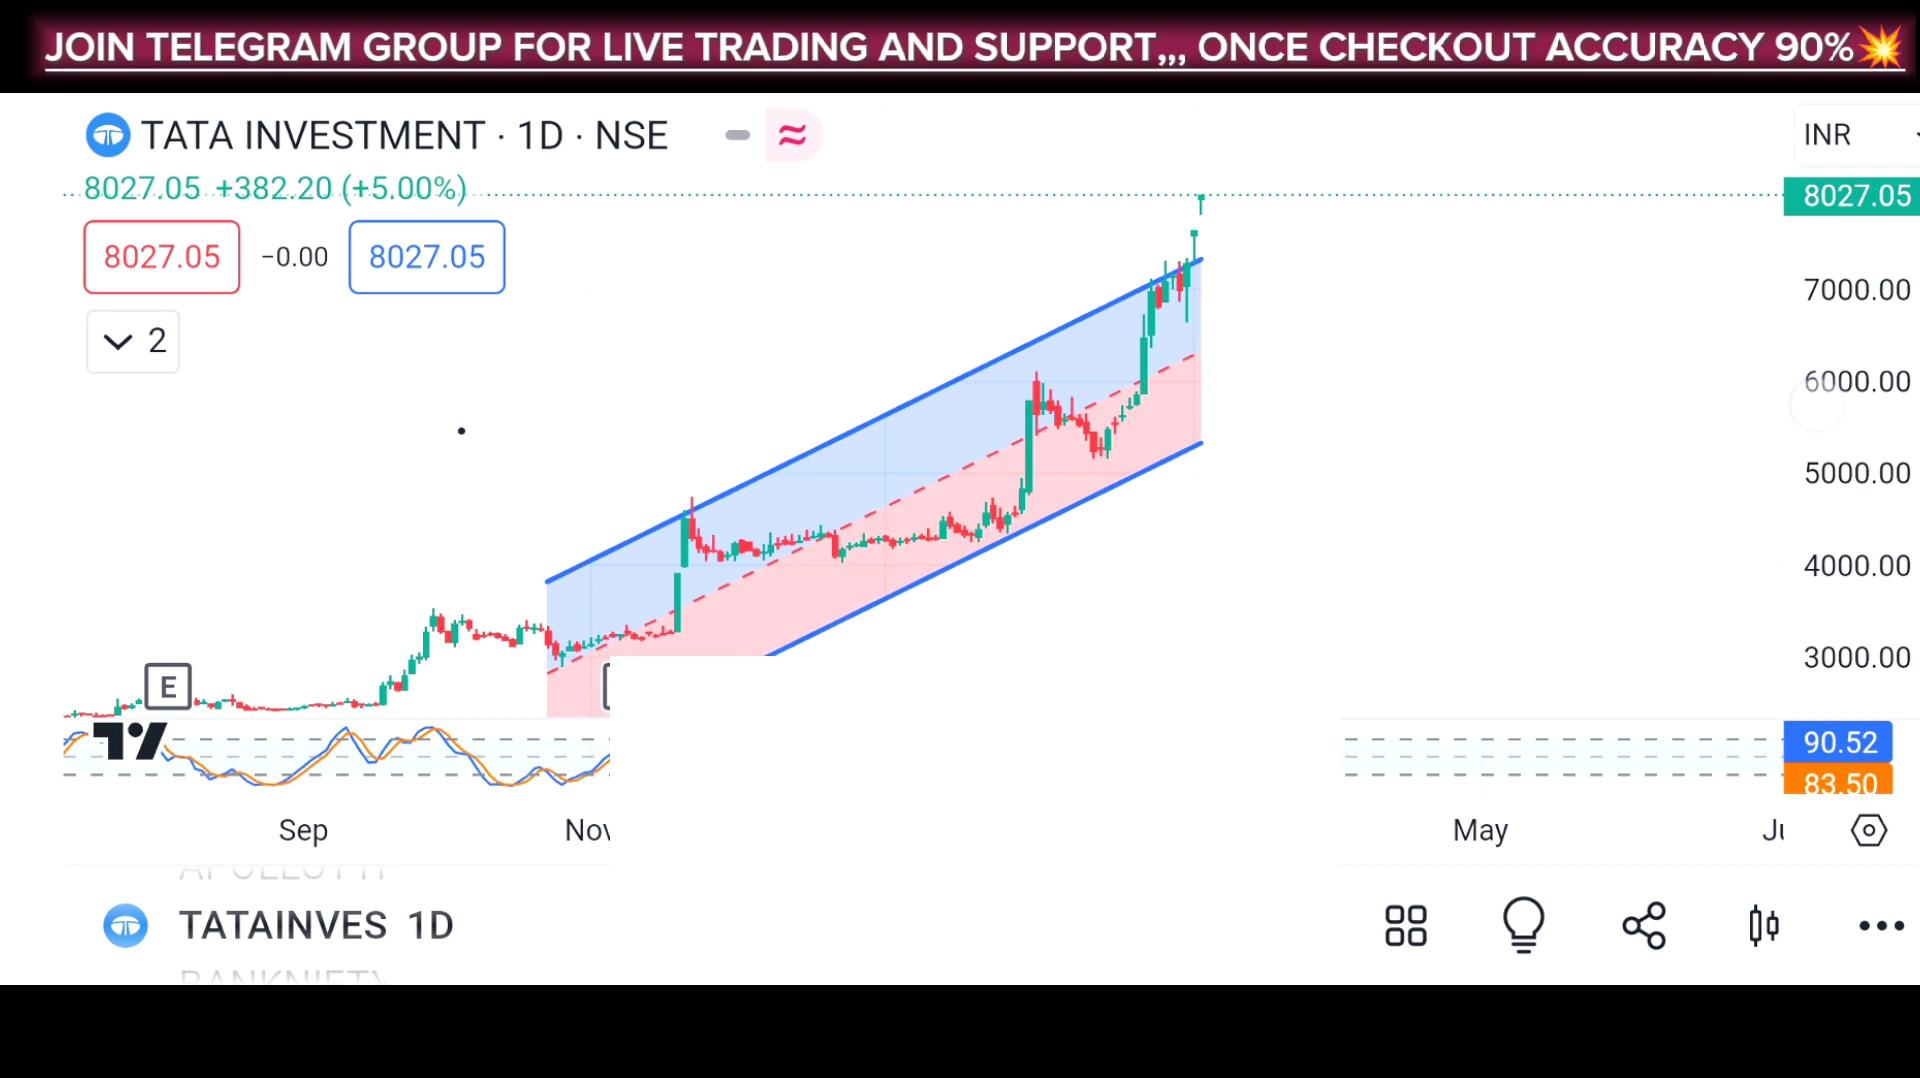 JOIN TELEGRAM GROUP FOR LIVE TRADING AND SUPPORT,,, ONCE CHECKOUT ACCURACY 90%💥
TATA INVESTMENT · 1D · NSE
INR
8027.05 +382.20 (+5.00%)
8027.05
8027.05 −0.00 8027.05
2
7000.00
6000.00
5000.00
4000.00
3000.00
E
90.52
83.50
Sep
Nov
May
TATAINVES 1D
BANKNIFTY